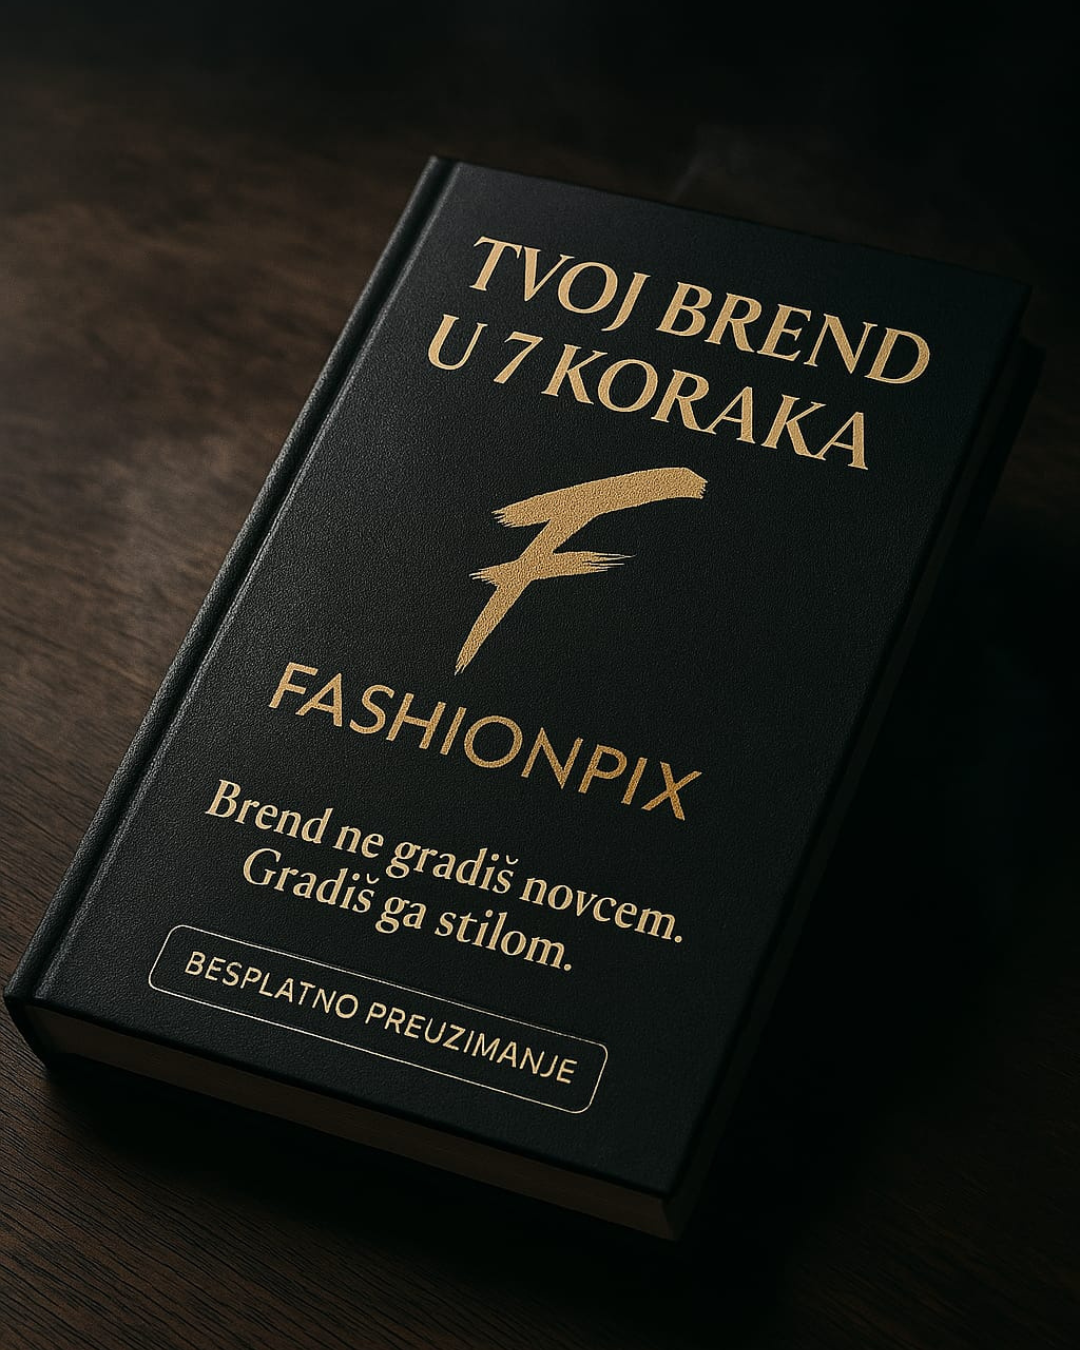 TVOJ BREND
U 7 KORAKA
F
FASHIONPIX
Brend ne gradiš novcem.
Gradiš ga stilom.
BESPLATNO PREUZIMANJE